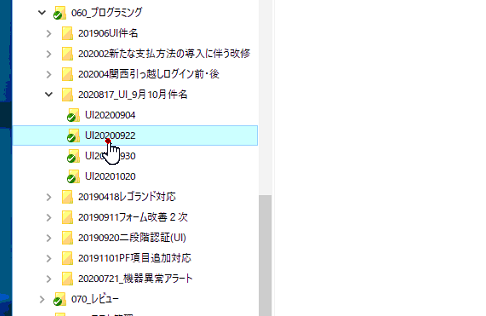 060_プログラミング
201906UI件名
202002新たな支払方法の導入に伴う改修
202004関西引っ越しログイン前・後
2020817_UI_9月10月件名
UI20200904
UI20200922
UI20200930
UI20201020
20190418レゴランド対応
20190911フォーム改善２次
20190920二段階認証(UI)
20191101PF項目追加対応
20200721_機器異常アラート
070_レビュー